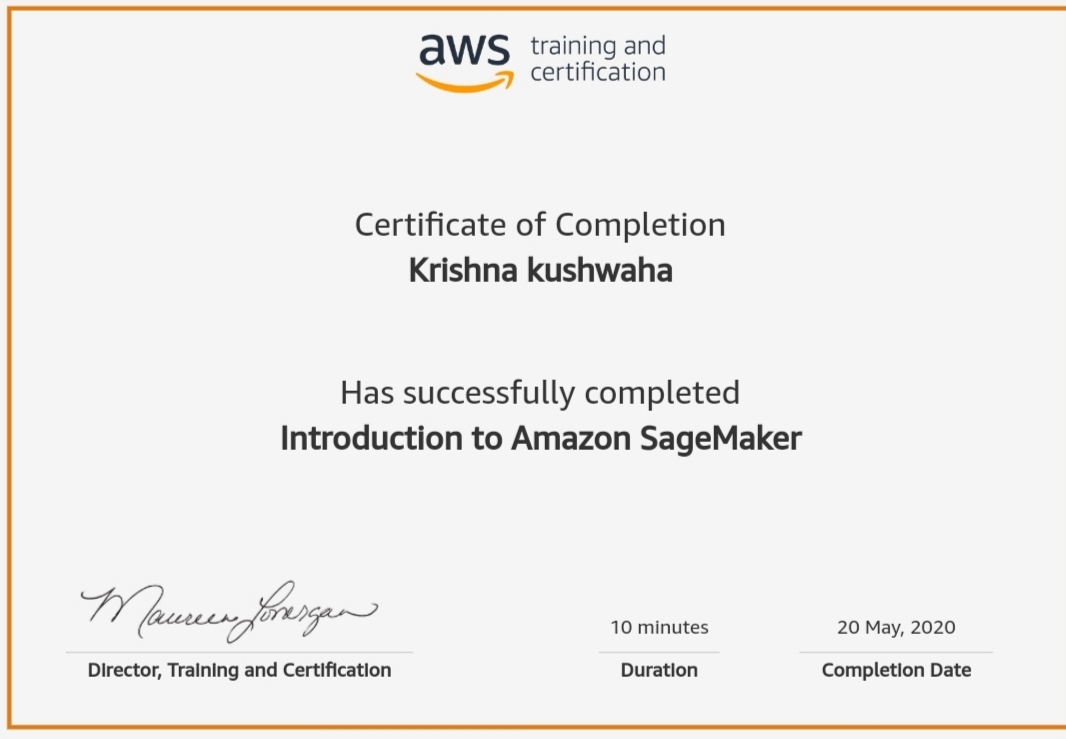 aws training and
certification
Certificate of Completion
Krishna kushwaha
Has successfully completed
Introduction to Amazon SageMaker
Maureen Lonergan
Director, Training and Certification
10 minutes
Duration
20 May, 2020
Completion Date